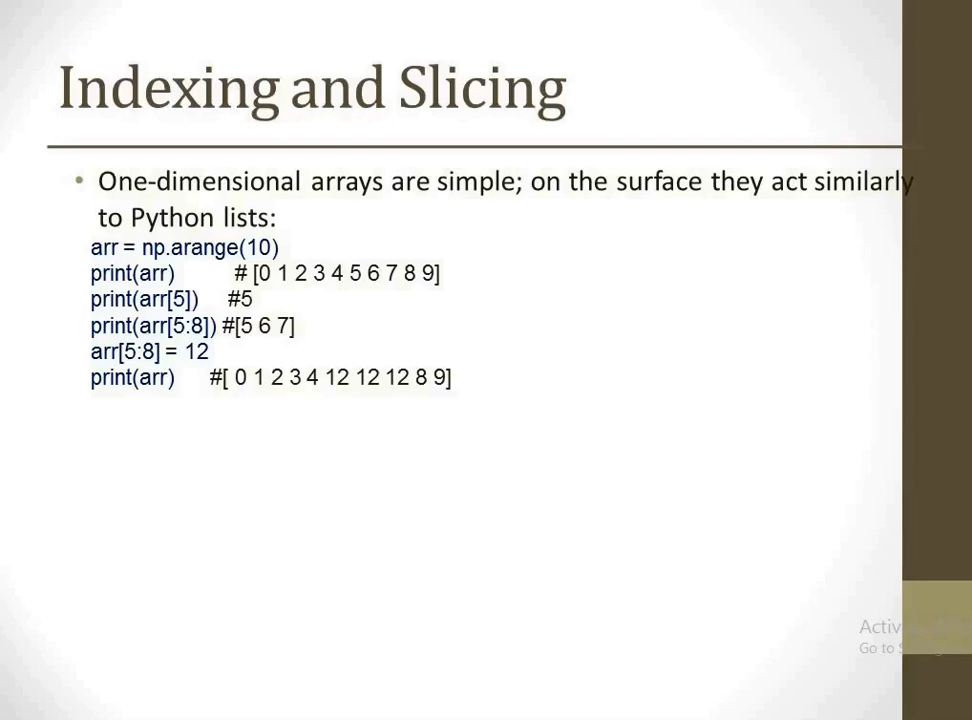 Indexing and Slicing
• One-dimensional arrays are simple; on the surface they act similarly
to Python lists:
arr = np.arange(10)
print(arr) # [0 1 2 3 4 5 6 7 8 9]
print(arr[5]) #5
print(arr[5:8]) #[5 6 7]
arr[5:8] = 12
print(arr) #[ 0 1 2 3 4 12 12 12 8 9]
Go to